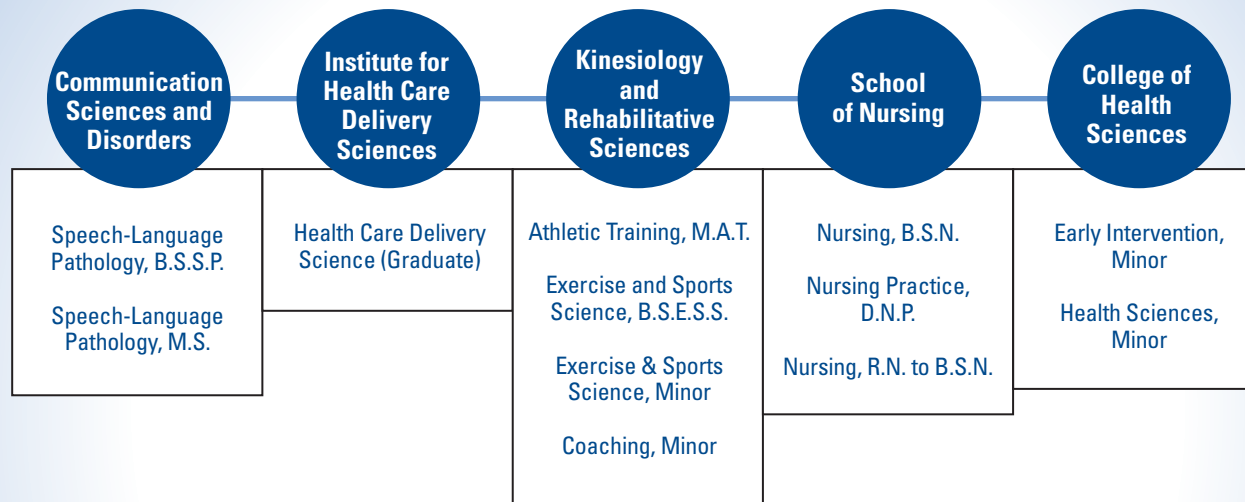 Communication
Sciences and
Disorders
Institute for
Health Care
Delivery
Sciences
Kinesiology
and
Rehabilitative
Sciences
School
of Nursing
College of
Health
Sciences
Speech-Language
Pathology, B.S.S.P.
Speech-Language
Pathology, M.S.
Health Care Delivery
Science (Graduate)
Athletic Training, M.A.T.
Exercise and Sports
Science, B.S.E.S.S.
Exercise & Sports
Science, Minor
Coaching, Minor
Nursing, B.S.N.
Nursing Practice,
D.N.P.
Nursing, R.N. to B.S.N.
Early Intervention,
Minor
Health Sciences,
Minor